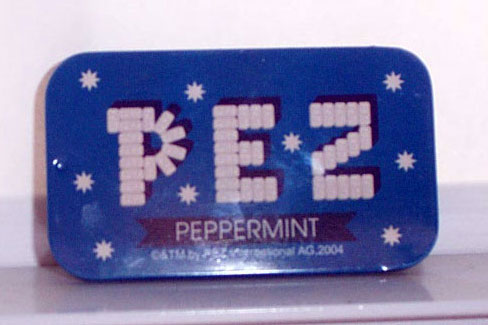 PEZ
PEPPERMINT
©&TM by PEZ International AG.2004